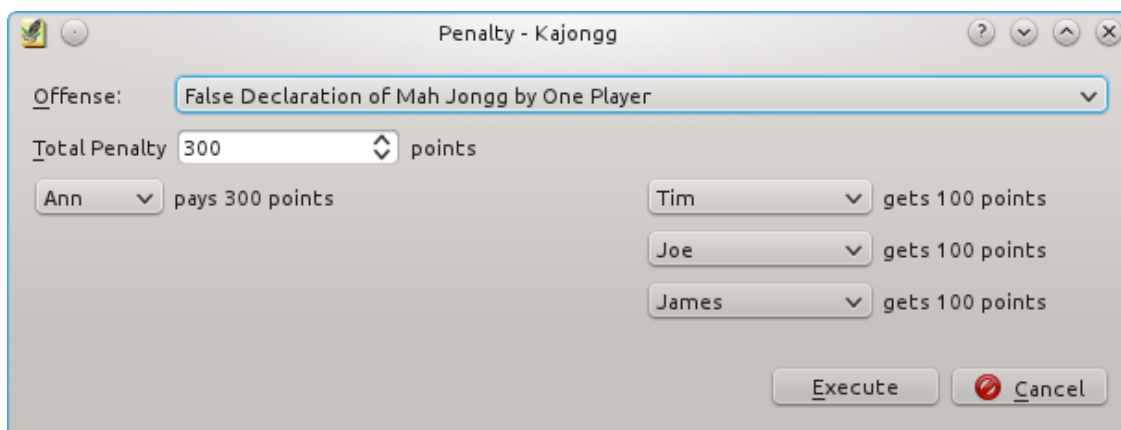 Penalty - Kajongg
Offense: False Declaration of Mah Jongg by One Player
Total Penalty 300 points
Ann pays 300 points Tim gets 100 points
Joe gets 100 points
James gets 100 points
Execute Cancel